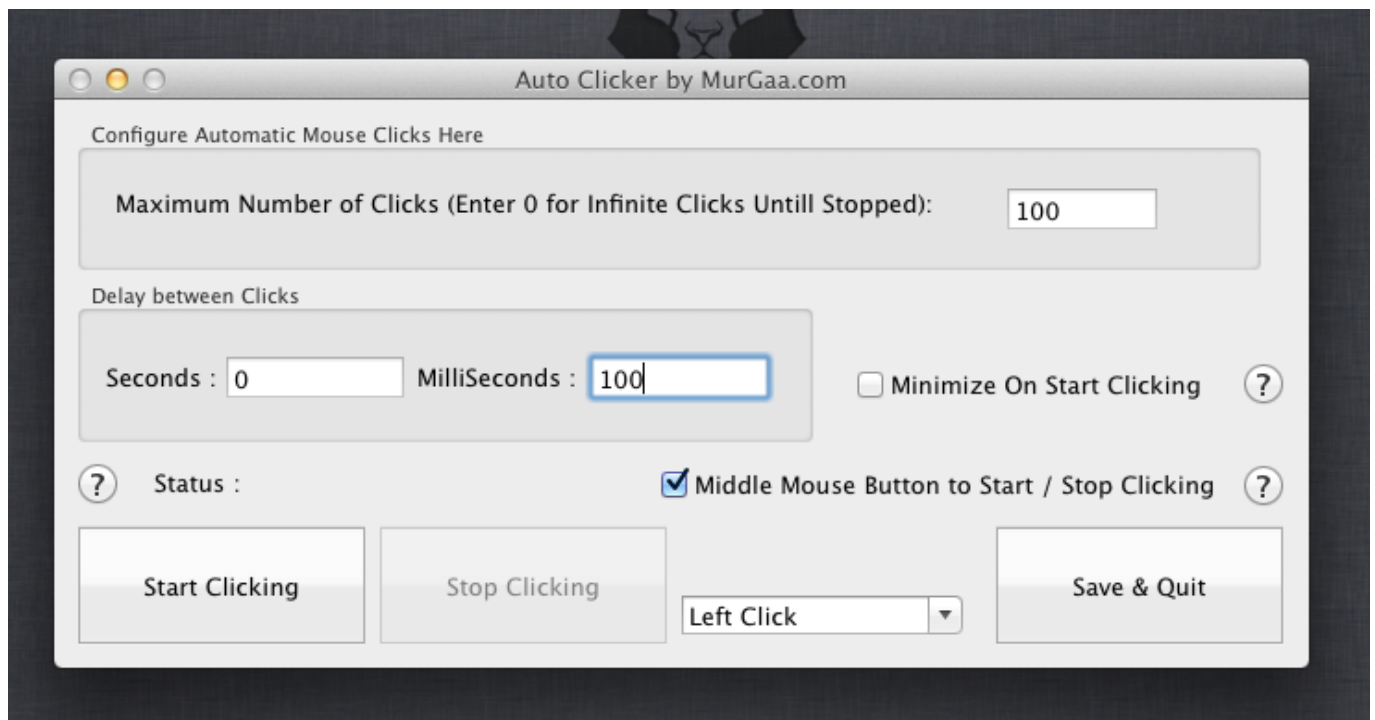 Auto Clicker by MurGaa.com
Configure Automatic Mouse Clicks Here
Maximum Number of Clicks (Enter 0 for Infinite Clicks Untill Stopped): 100
Delay between Clicks
Seconds : 0 MilliSeconds : 100
Minimize On Start Clicking ?
? Status : Middle Mouse Button to Start / Stop Clicking ?
Start Clicking Stop Clicking Left Click Save & Quit